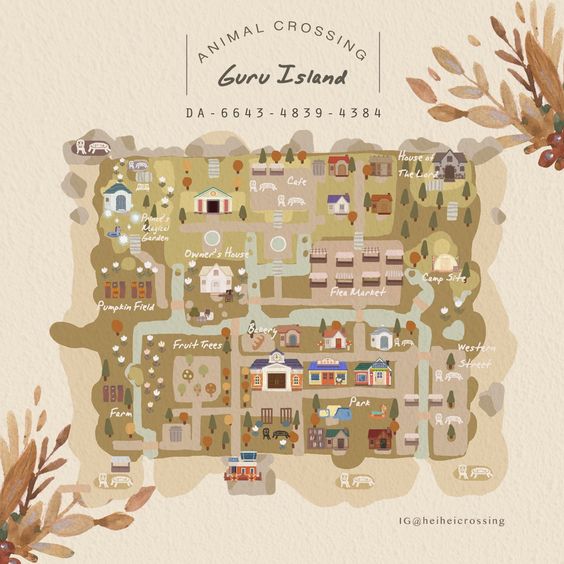 ANIMAL CROSSING
Guru Island
DA-6643-4839-4384
House of
The Lord
Cafe
Prince's
Magical
Garden
Owner's House
Camp Site
Flea Market
Pumpkin Field
Bakery
Fruit Trees
Western
Street
Farm
Park
IG@heiheicrossing